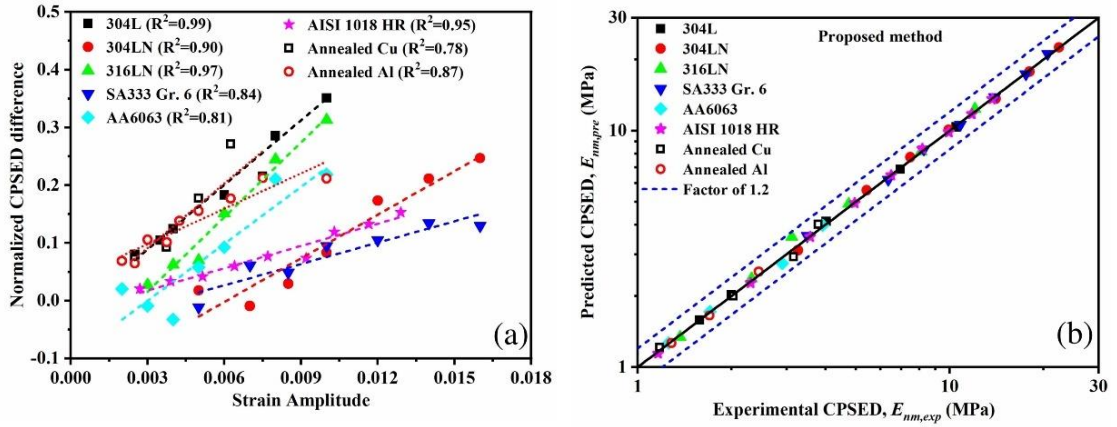 304L (R²=0.99)
304LN (R²=0.90)
316LN (R²=0.97)
SA333 Gr. 6 (R²=0.84)
AA6063 (R²=0.81)
AISI 1018 HR (R²=0.95)
Annealed Cu (R²=0.78)
Annealed Al (R²=0.87)
Normalized CPSED difference
0.5
0.4
0.3
0.2
0.1
0.0
-0.1
0.000 0.003 0.006 0.009 0.012 0.015 0.018
Strain Amplitude
(a)
304L
304LN
316LN
SA333 Gr. 6
AA6063
AISI 1018 HR
Annealed Cu
Annealed Al
Factor of 1.2
Proposed method
Predicted CPSED, Enm,pre (MPa)
30
10
1
1 10 30
Experimental CPSED, Enm,exp (MPa)
(b)